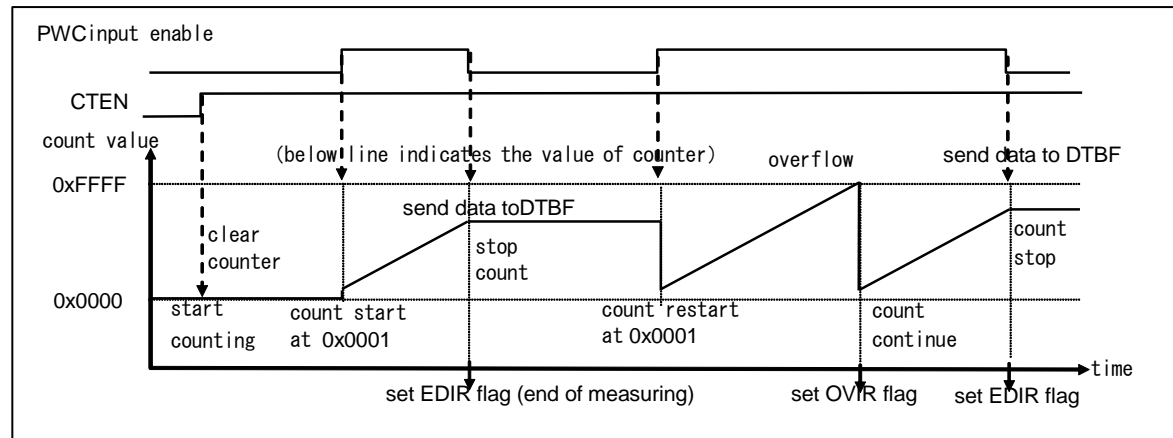 PWCinput enable
CTEN
count value
(below line indicates the value of counter)
overflow
send data to DTBF
0xFFFF
send data toDTBF
clear
counter
stop
count
count
stop
0x0000
start
counting
count start
at 0x0001
count restart
at 0x0001
count
continue
time
set EDIR flag (end of measuring)
set OVIR flag
set EDIR flag